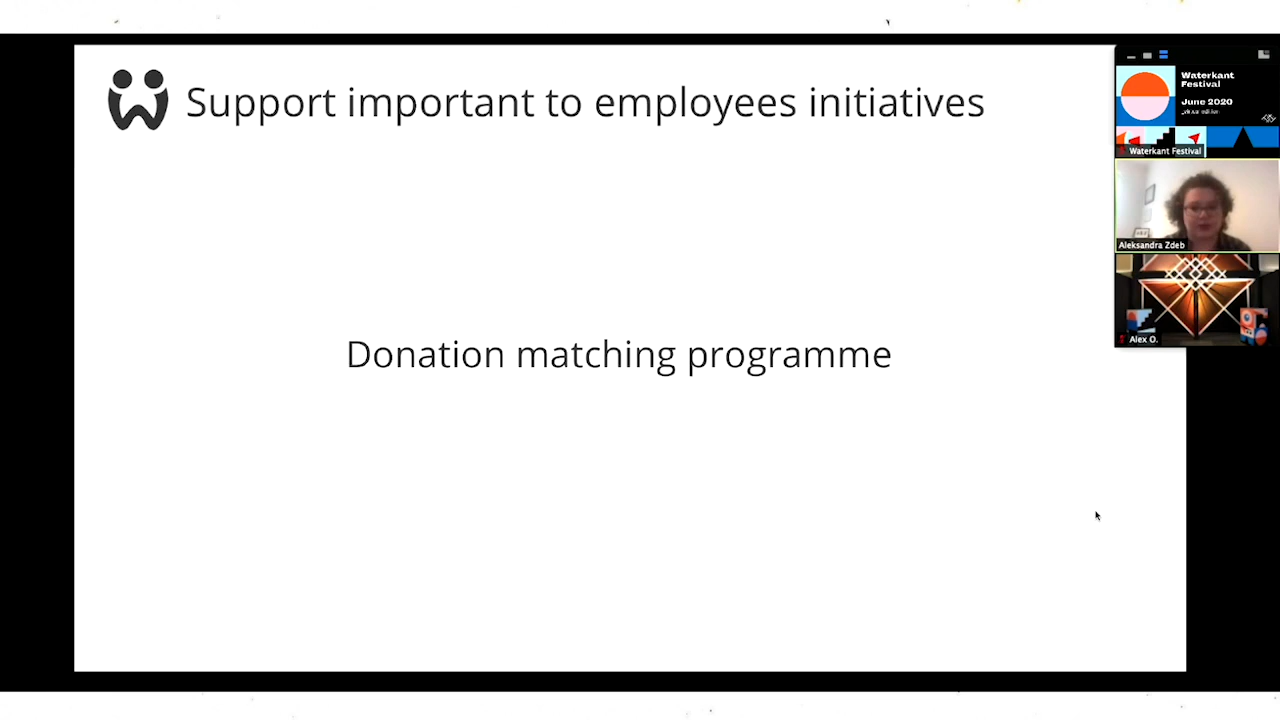 Support important to employees initiatives
Donation matching programme
Waterkant
Festival
June 2020
Waterkant Festival
Aleksandra Zdeb
Alex O.